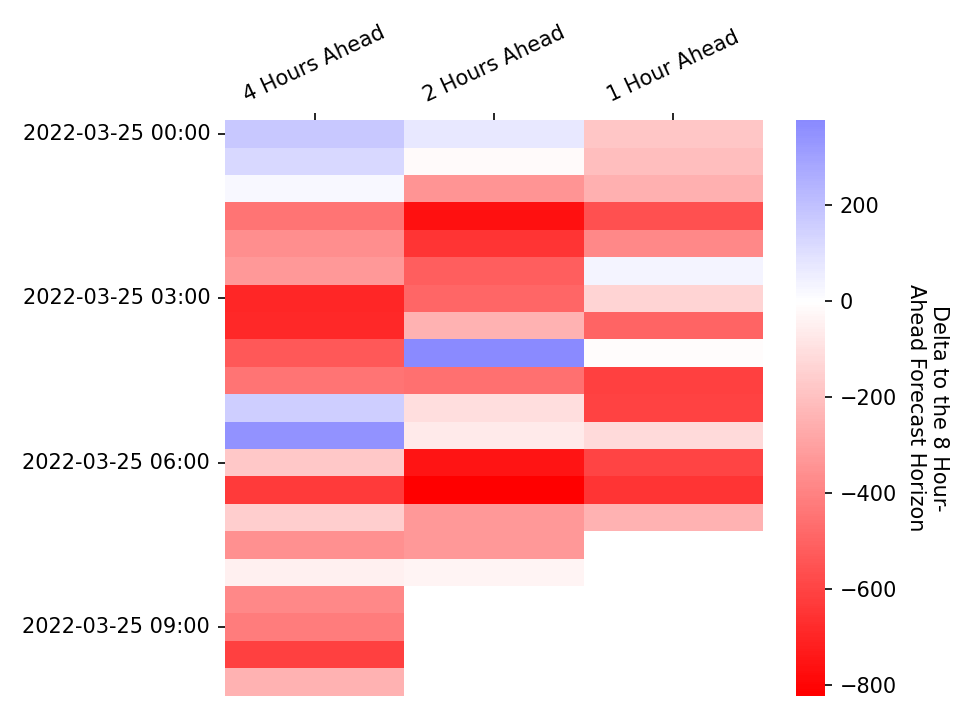 4 Hours Ahead
2 Hours Ahead
1 Hour Ahead
2022-03-25 00:00
2022-03-25 03:00
2022-03-25 06:00
2022-03-25 09:00
200
0
−200
−400
−600
−800
Delta to the 8 Hour-
Ahead Forecast Horizon